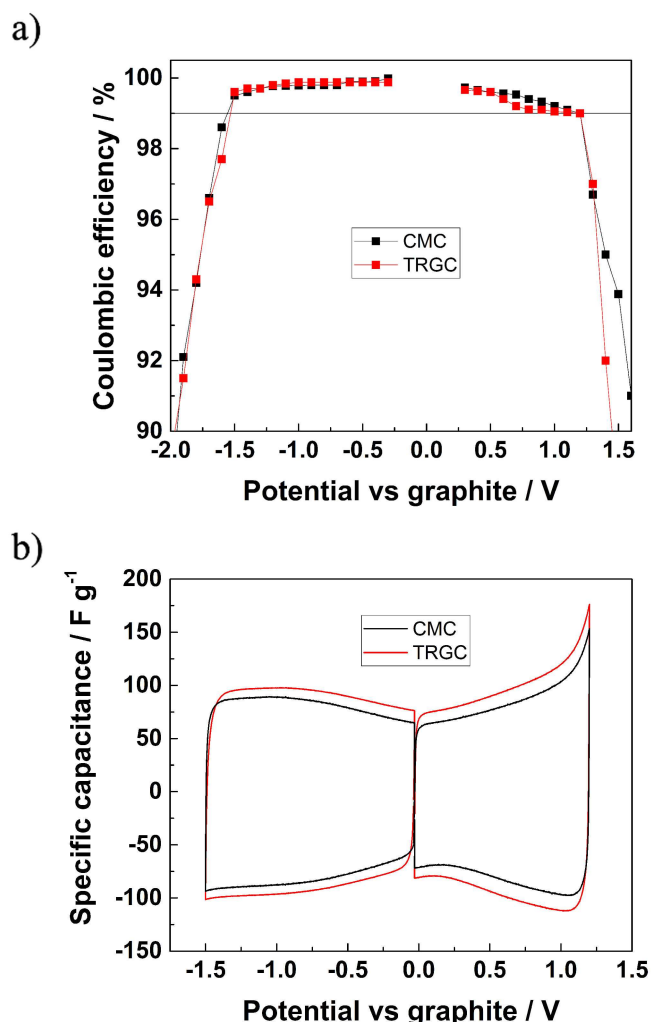 a)
100
98
96
94
92
90
Coulombic efficiency / %
CMC
TRGC
-2.0 -1.5 -1.0 -0.5 0.0 0.5 1.0 1.5
Potential vs graphite / V
b)
200
150
100
50
0
-50
-100
-150
Specific capacitance / F g⁻¹
CMC
TRGC
-1.5 -1.0 -0.5 0.0 0.5 1.0 1.5
Potential vs graphite / V